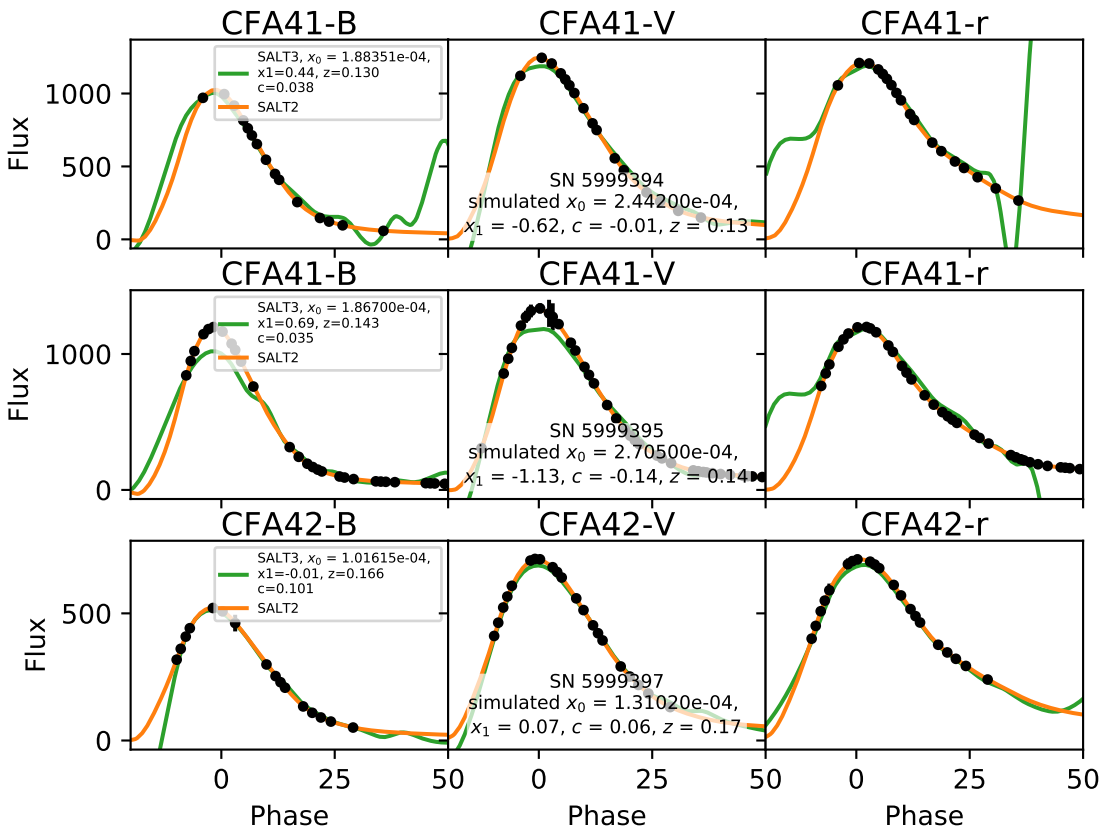 CFA41-B CFA41-V CFA41-r
Flux
1000
500
0
SALT3, x₀ = 1.88351e-04,
x1=0.44, z=0.130
c=0.038
SALT2
SN 5999394
simulated x₀ = 2.44200e-04,
x₁ = -0.62, c = -0.01, z = 0.13
CFA41-B CFA41-V CFA41-r
Flux
1000
0
SALT3, x₀ = 1.86700e-04,
x1=0.69, z=0.143
c=0.035
SALT2
SN 5999395
simulated x₀ = 2.70500e-04,
x₁ = -1.13, c = -0.14, z = 0.14
CFA42-B CFA42-V CFA42-r
Flux
500
0
SALT3, x₀ = 1.01615e-04,
x1=-0.01, z=0.166
c=0.101
SALT2
SN 5999397
simulated x₀ = 1.31020e-04,
x₁ = 0.07, c = 0.06, z = 0.17
0 25 50 0 25 50 0 25 50
Phase Phase Phase